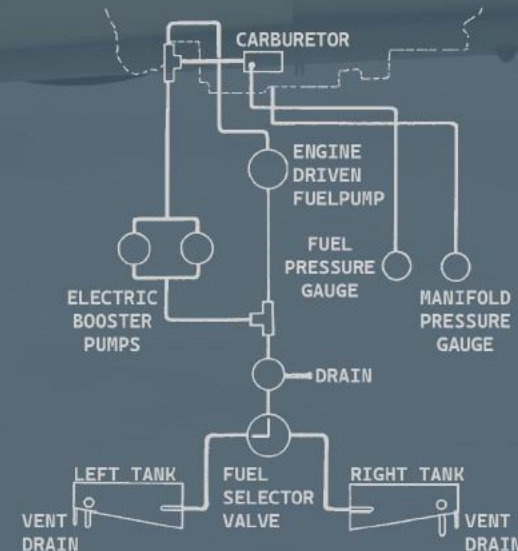 CARBURETOR
ENGINE
DRIVEN
FUELPUMP
FUEL
PRESSURE
GAUGE
MANIFOLD
PRESSURE
GAUGE
ELECTRIC
BOOSTER
PUMPS
DRAIN
LEFT TANK
FUEL
SELECTOR
VALVE
RIGHT TANK
VENT
DRAIN
VENT
DRAIN